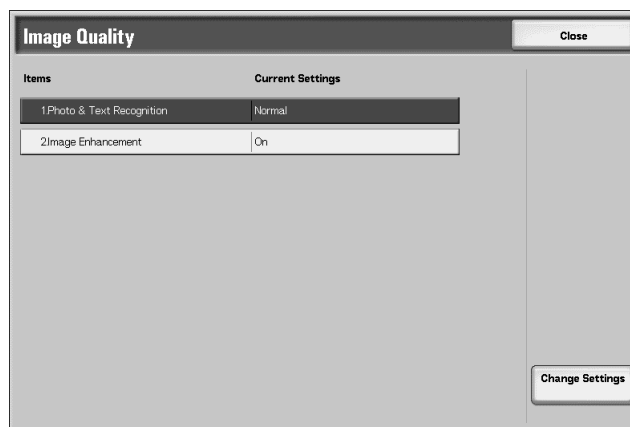 Image Quality
Close
Items Current Settings
1.Photo & Text Recognition Normal
2.Image Enhancement On
Change Settings